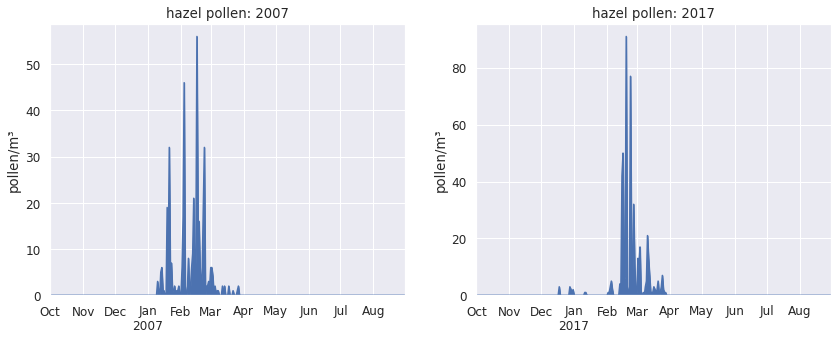 hazel pollen: 2007
pollen/m³
50
40
30
20
10
0
Oct Nov Dec Jan Feb Mar Apr May Jun Jul Aug
2007
hazel pollen: 2017
pollen/m³
80
60
40
20
0
Oct Nov Dec Jan Feb Mar Apr May Jun Jul Aug
2017